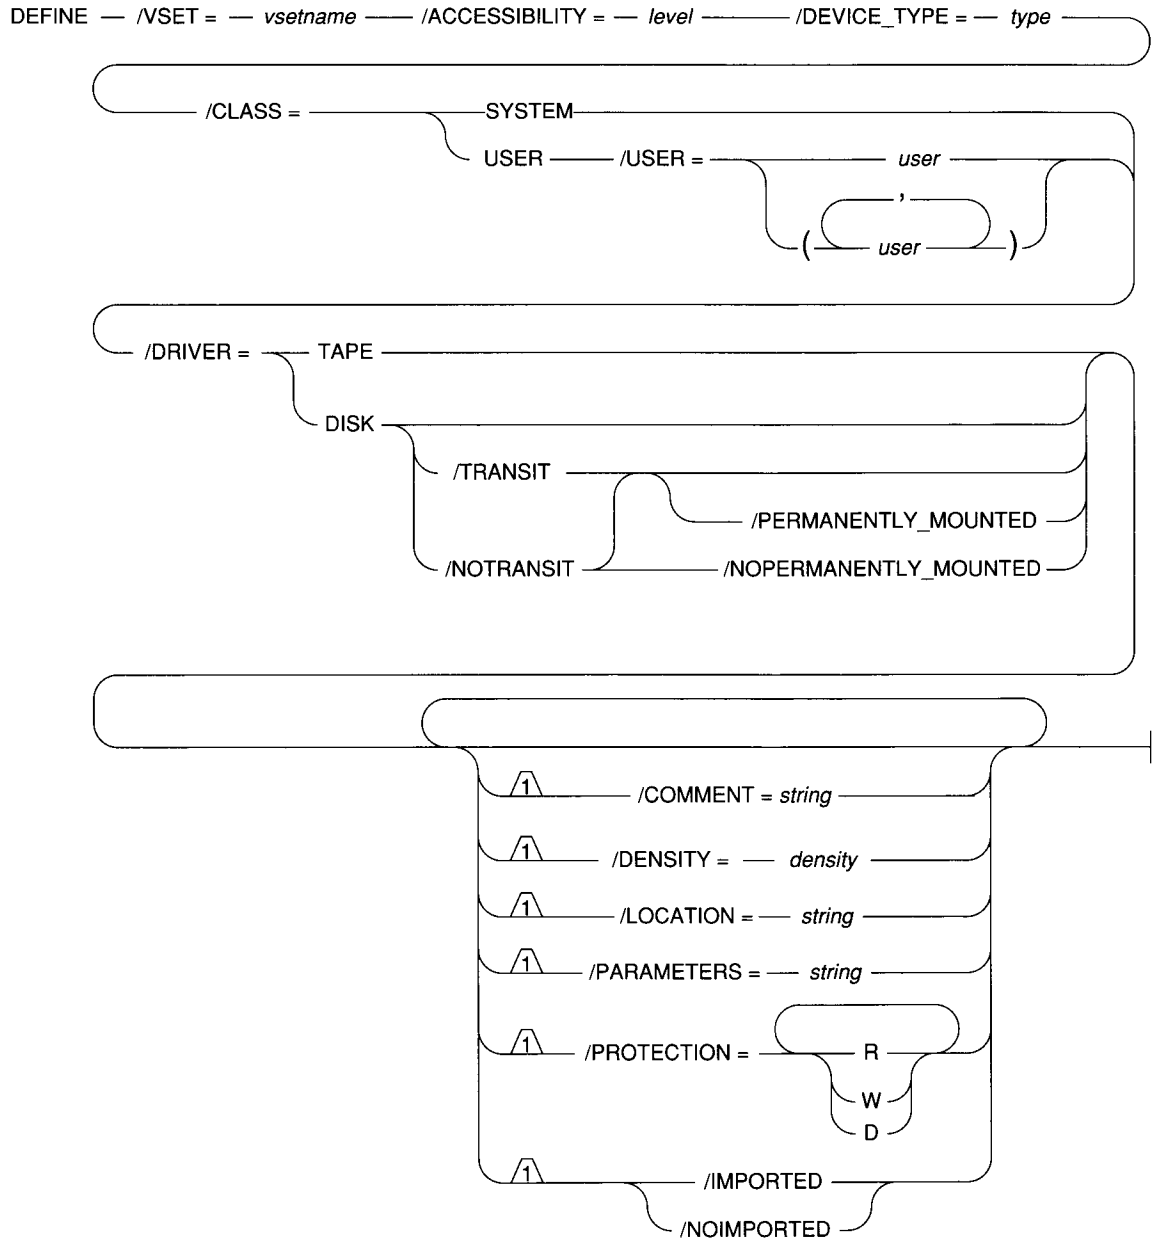 DEFINE — /VSET = — vsetname — /ACCESSIBILITY = — level — /DEVICE_TYPE = — type
/CLASS = SYSTEM
USER /USER = user
,
( user )
/DRIVER = TAPE
DISK
/TRANSIT
/PERMANENTLY_MOUNTED
/NOTRANSIT /NOPERMANENTLY_MOUNTED
1 /COMMENT = string
1 /DENSITY = — density
1 /LOCATION = — string
1 /PARAMETERS = — string
1 /PROTECTION = R
W
D
1 /IMPORTED
/NOIMPORTED